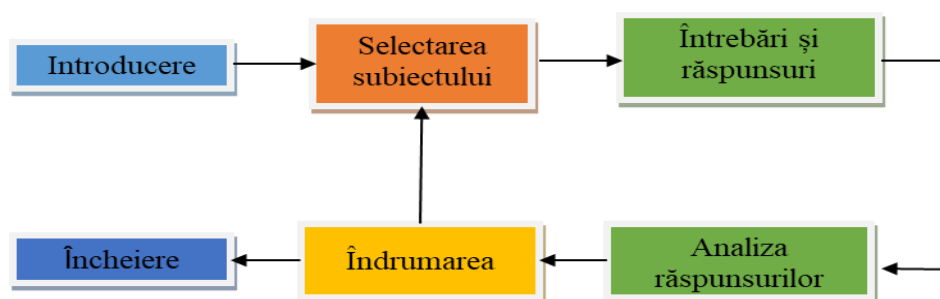 Introducere
Selectarea
subiectului
Întrebări și
răspunsuri
Încheiere
Îndrumarea
Analiza
răspunsurilor